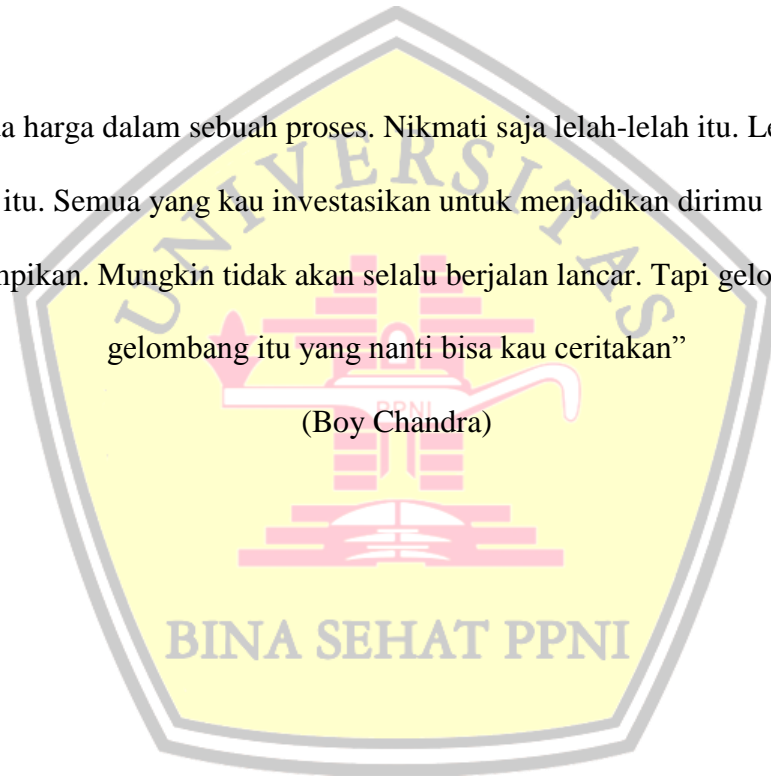 harga dalam sebuah proses. Nikmati saja lelah-lelah itu.
itu. Semua yang kau investasikan untuk menjadikan dirimu
Mungkin tidak akan selalu berjalan lancar. Tapi
gelombang itu yang nanti bisa kau ceritakan”
(Boy Chandra)
UNIVERSITAS
PPNI
BINA SEHAT PPNI